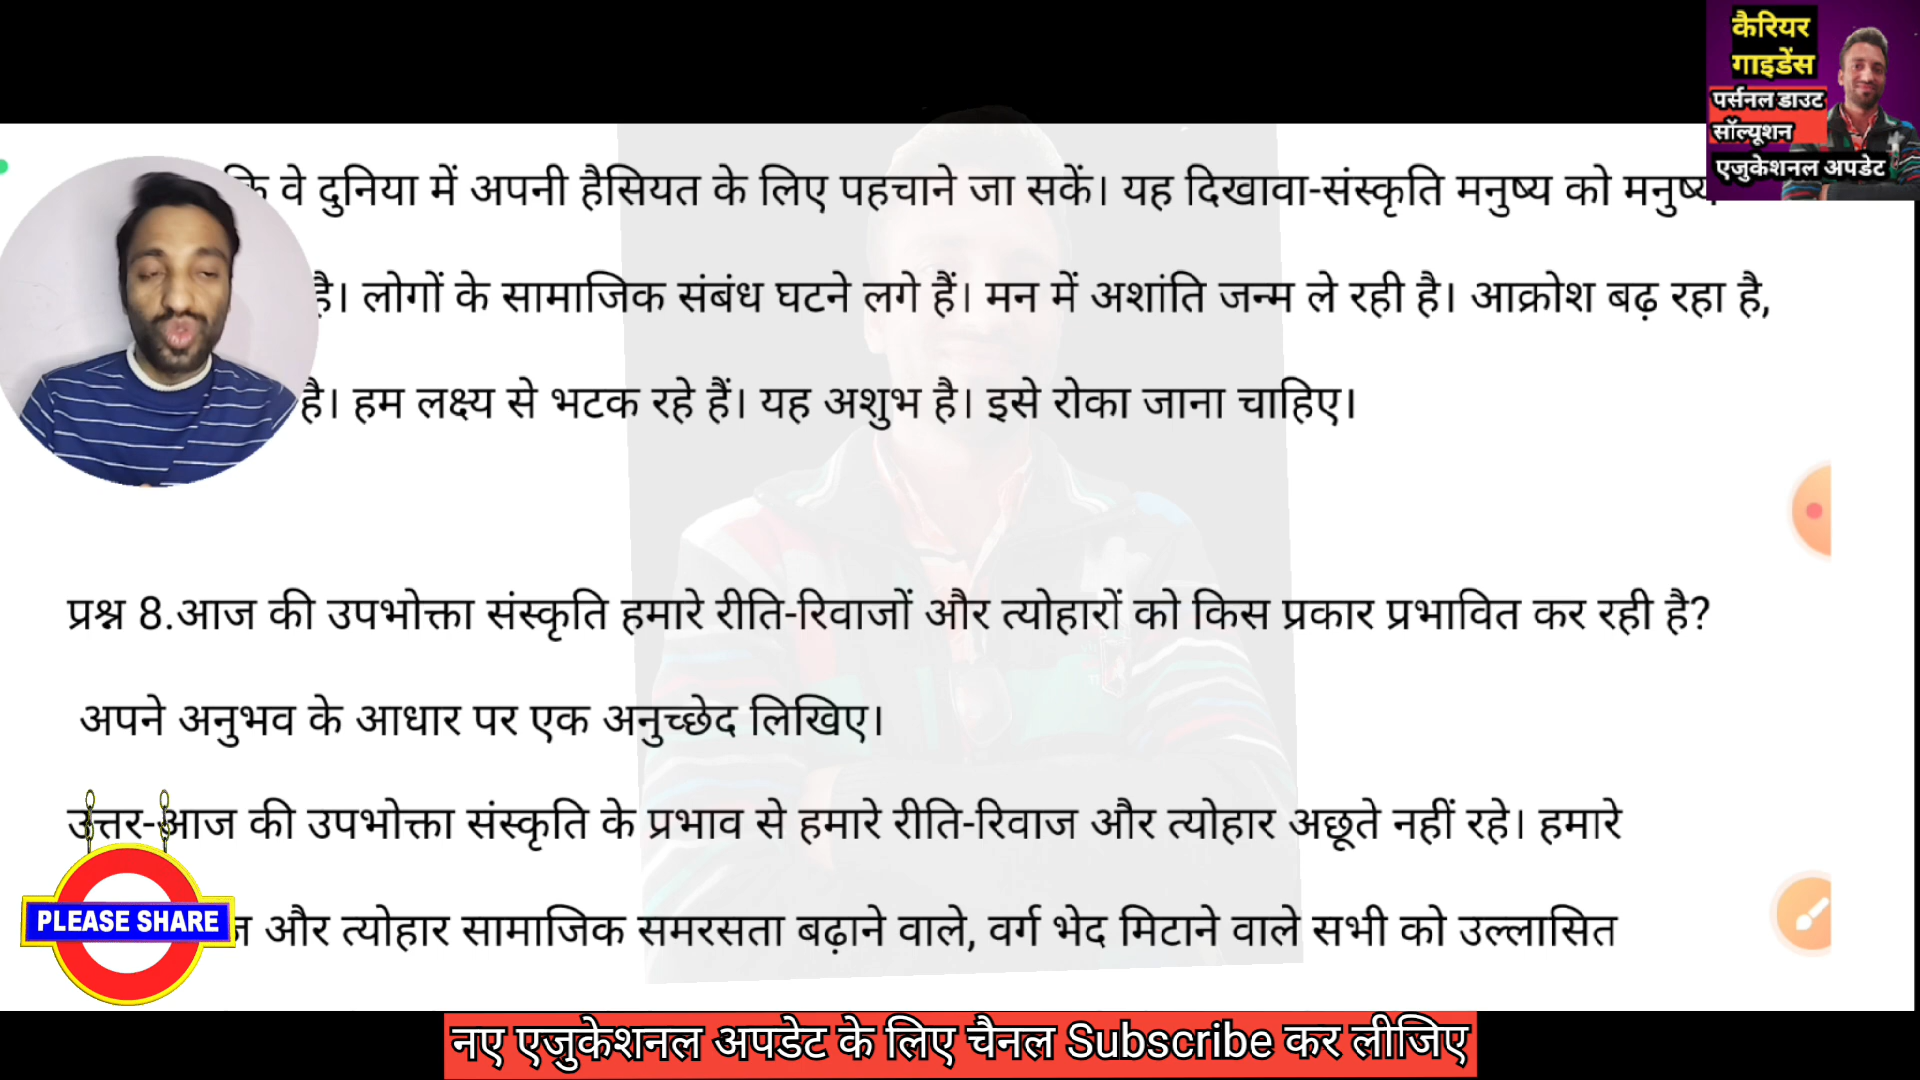 कैरियर
गाइडेंस
पर्सनल डाउट
सॉल्यूशन
एजुकेशनल अपडेट
वे दुनिया में अपनी हैसियत के लिए पहचाने जा सकें। यह दिखावा-संस्कृति मनुष्य को
है। लोगों के सामाजिक संबंध घटने लगे हैं। मन में अशांति जन्म ले रही है। आक्रोश बढ़ रहा है,
है। हम लक्ष्य से भटक रहे हैं। यह अशुभ है। इसे रोका जाना चाहिए।
प्रश्न 8.आज की उपभोक्ता संस्कृति हमारे रीति-रिवाजों और त्योहारों को किस प्रकार प्रभावित कर रही है?
अपने अनुभव के आधार पर एक अनुच्छेद लिखिए।
उत्तर-आज की उपभोक्ता संस्कृति के प्रभाव से हमारे रीति-रिवाज और त्योहार अछूते नहीं रहे। हमारे
और त्योहार सामाजिक समरसता बढ़ाने वाले, वर्ग भेद मिटाने वाले सभी को उल्लासित
PLEASE SHARE
नए एजुकेशनल अपडेट के लिए चैनल Subscribe कर लीजिए